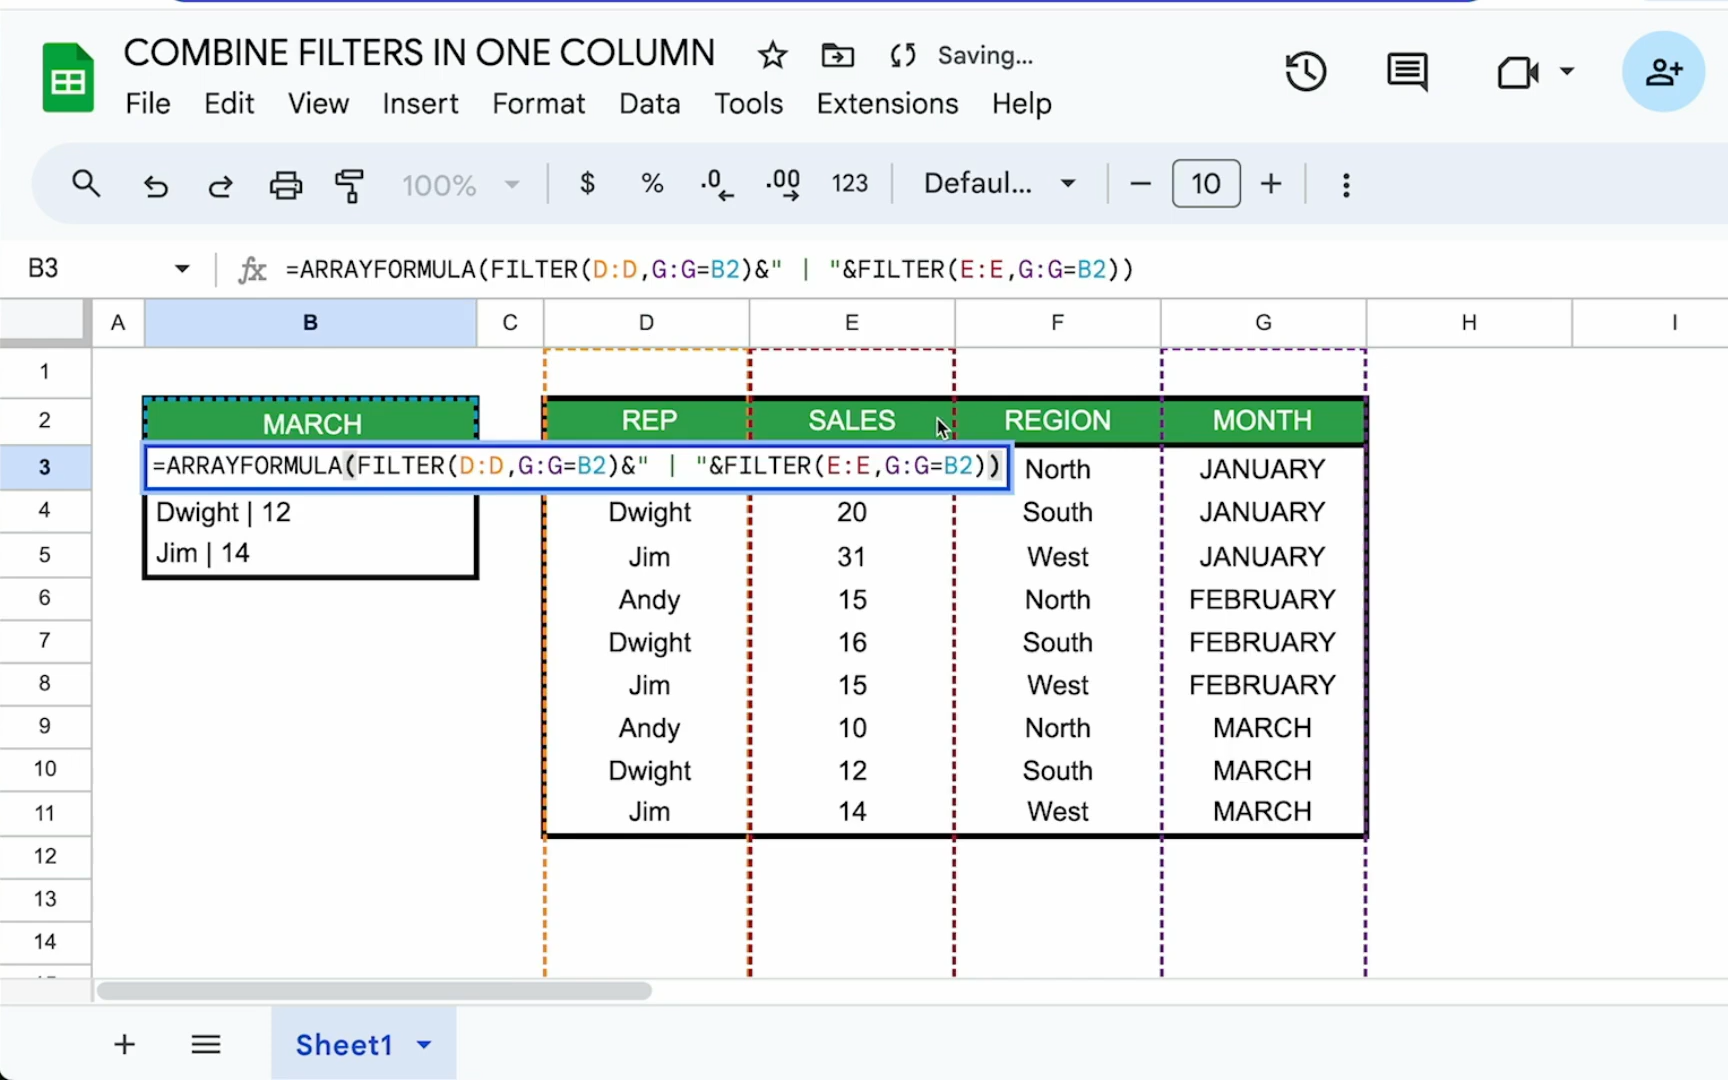 COMBINE FILTERS IN ONE COLUMN Saving...
File Edit View Insert Format Data Tools Extensions Help
100% $ % .0 .00 123 Defaul... − 10 +
B3 fx =ARRAYFORMULA(FILTER(D:D,G:G=B2)&" | "&FILTER(E:E,G:G=B2))
A B C D E F G H I
1
2 MARCH REP SALES REGION MONTH
3 =ARRAYFORMULA(FILTER(D:D,G:G=B2)&" | "&FILTER(E:E,G:G=B2)) North JANUARY
4 Dwight | 12 Dwight 20 South JANUARY
5 Jim | 14 Jim 31 West JANUARY
6 Andy 15 North FEBRUARY
7 Dwight 16 South FEBRUARY
8 Jim 15 West FEBRUARY
9 Andy 10 North MARCH
10 Dwight 12 South MARCH
11 Jim 14 West MARCH
12
13
14
+ Sheet1